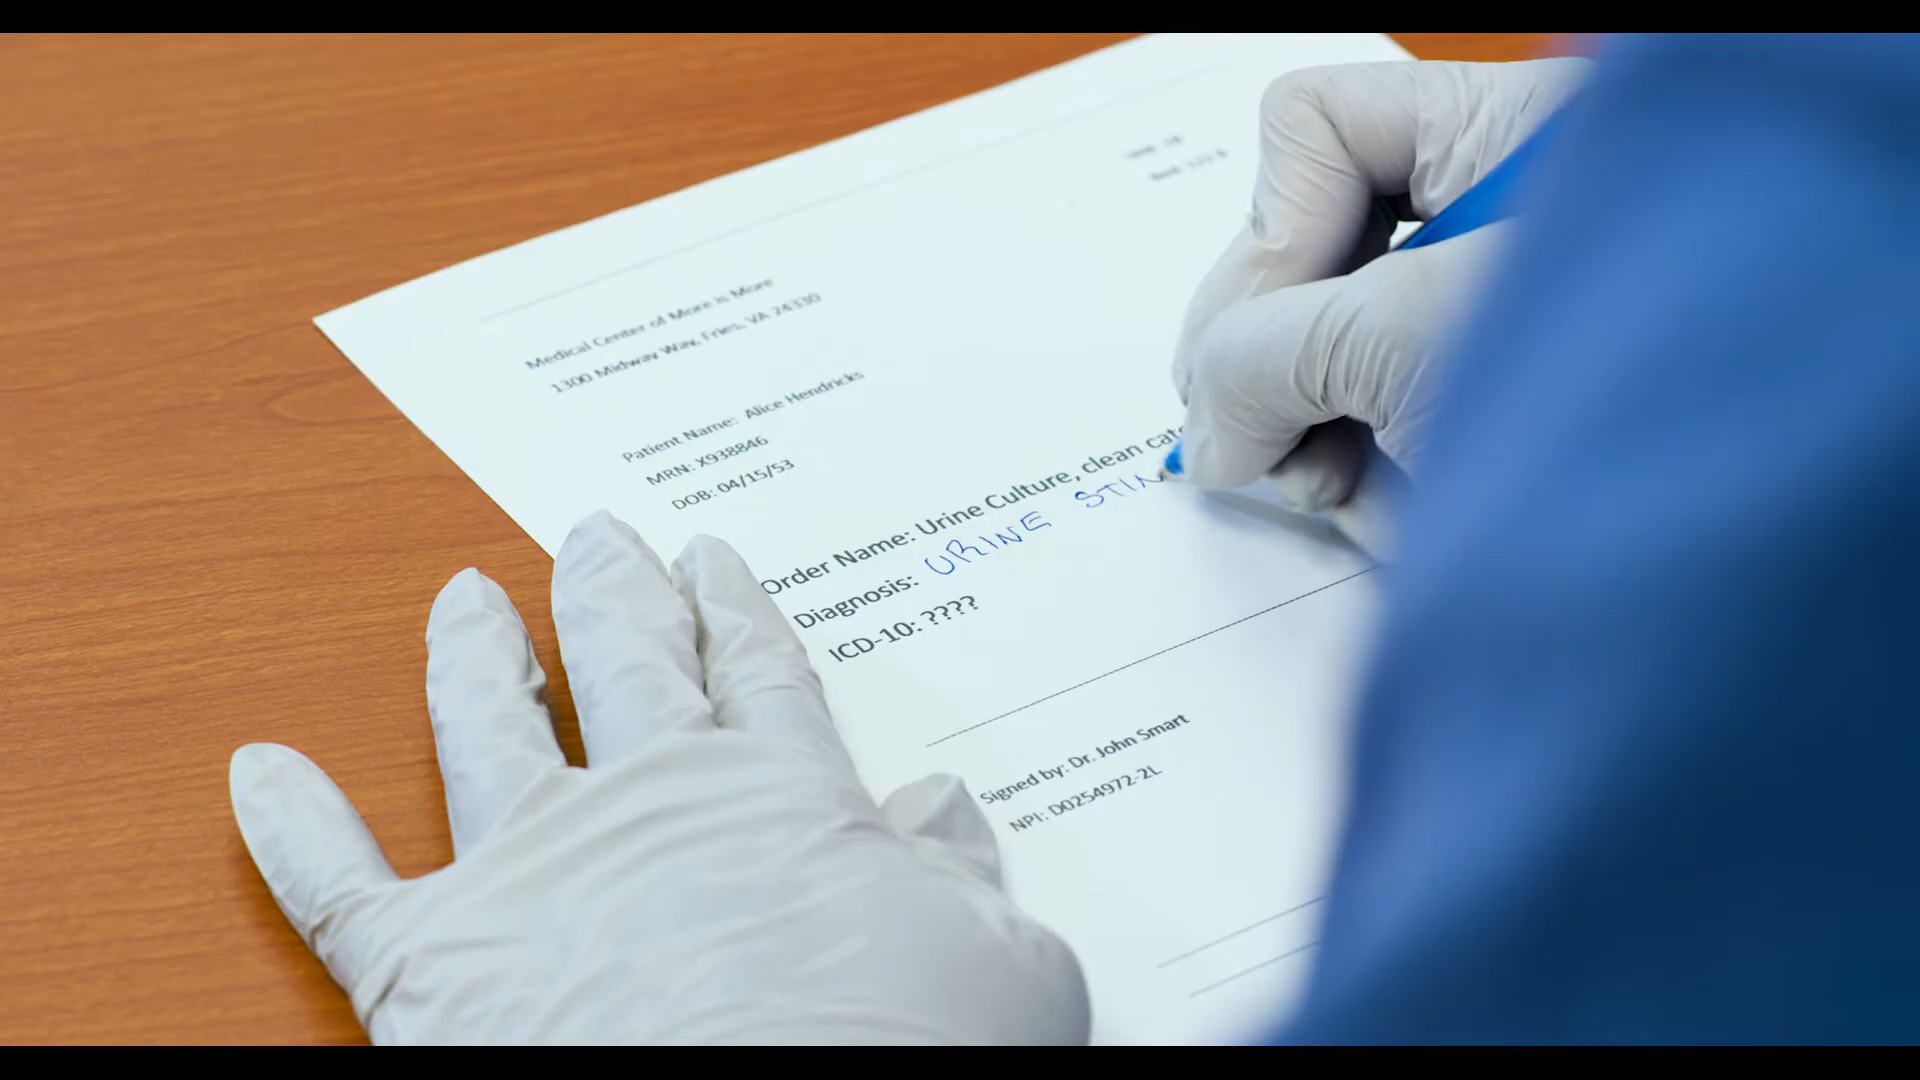 Medical Center of More is More
1300 Midway Way, Fries, VA 24330
Patient Name: Alice Hendricks
MRN: X938846
DOB: 04/15/53
Order Name: Urine Culture, clean catc
Diagnosis: URINE STIN
ICD-10: ????
Signed by: Dr. John Smart
NPI: D0254972-2L